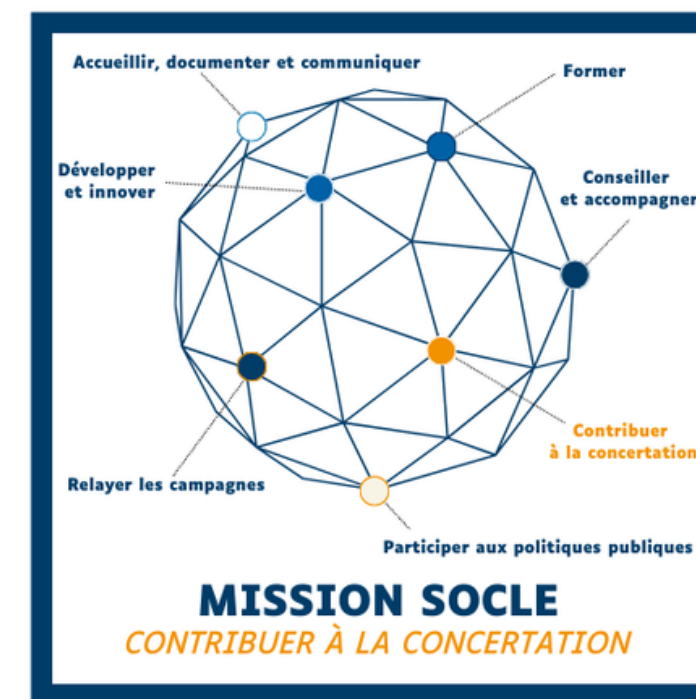 Accueillir, documenter et communiquer
Former
Développer
et innover
Conseiller
et accompagner
Contribuer
à la concertation
Relayer les campagnes
Participer aux politiques publiques
MISSION SOCLE
CONTRIBUER À LA CONCERTATION